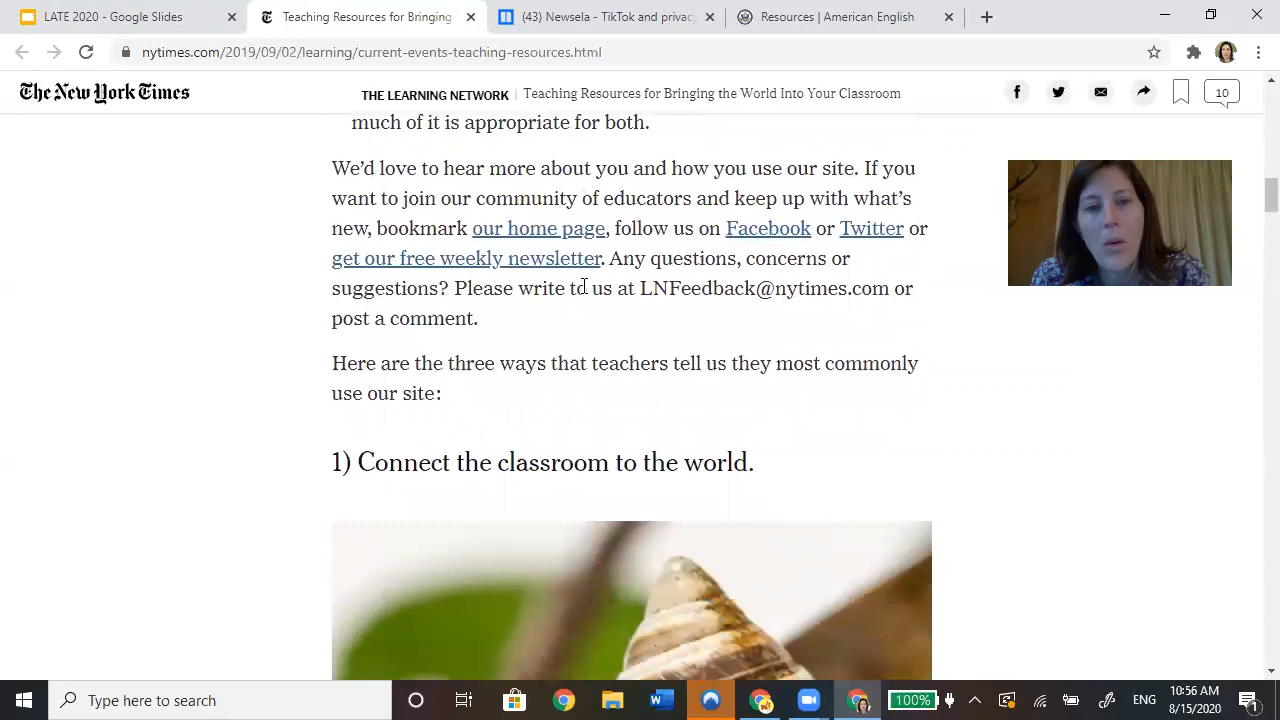 LATE 2020 - Google Slides
Teaching Resources for Bringing
(43) Newsela - TikTok and privac
Resources | American English
nytimes.com/2019/09/02/learning/current-events-teaching-resources.html
The New York Times
THE LEARNING NETWORK | Teaching Resources for Bringing the World Into Your Classroom
10
much of it is appropriate for both.
We’d love to hear more about you and how you use our site. If you
want to join our community of educators and keep up with what’s
new, bookmark our home page, follow us on Facebook or Twitter or
get our free weekly newsletter. Any questions, concerns or
suggestions? Please write to us at LNFeedback@nytimes.com or
post a comment.
Here are the three ways that teachers tell us they most commonly
use our site:
1) Connect the classroom to the world.
Type here to search
100%
ENG
10:56 AM
8/15/2020
1